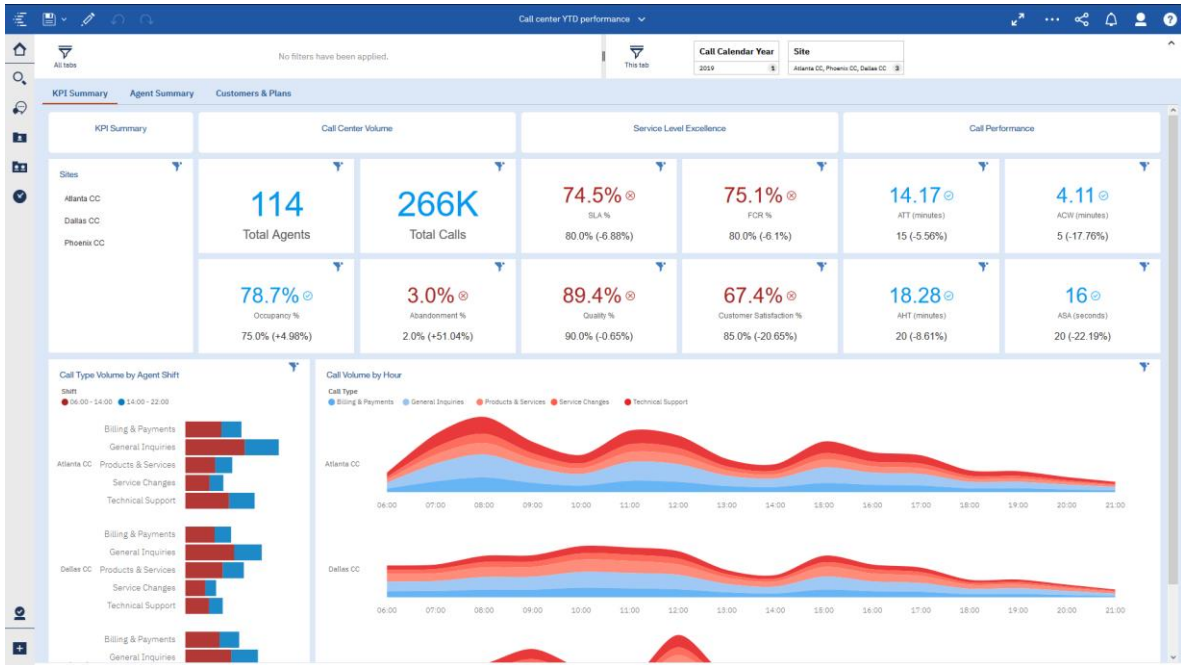 Call center YTD performance
All tabs
No filters have been applied.
This tab
Call Calendar Year
2019 1
Site
Atlanta CC, Phoenix CC, Dallas CC 3
KPI Summary Agent Summary Customers & Plans
KPI Summary
Call Center Volume
Service Level Excellence
Call Performance
Sites
Atlanta CC
Dallas CC
Phoenix CC
114
Total Agents
266K
Total Calls
74.5%
SLA %
80.0% (-6.88%)
75.1%
FCR %
80.0% (-6.1%)
14.17
ATT (minutes)
15 (-5.56%)
4.11
ACW (minutes)
5 (-17.76%)
78.7%
Occupancy %
75.0% (+4.98%)
3.0%
Abandonment %
2.0% (+51.04%)
89.4%
Quality %
90.0% (-0.65%)
67.4%
Customer Satisfaction %
85.0% (-20.65%)
18.28
AHT (minutes)
20 (-8.61%)
16
ASA (seconds)
20 (-22.19%)
Call Type Volume by Agent Shift
Shift
06:00 - 14:00 14:00 - 22:00
Billing & Payments
General Inquiries
Atlanta CC Products & Services
Service Changes
Technical Support
Billing & Payments
General Inquiries
Dallas CC Products & Services
Service Changes
Technical Support
Billing & Payments
General Inquiries
Call Volume by Hour
Call Type
Billing & Payments General Inquiries Products & Services Service Changes Technical Support
Atlanta CC
06:00 07:00 08:00 09:00 10:00 11:00 12:00 13:00 14:00 15:00 16:00 17:00 18:00 19:00 20:00 21:00
Dallas CC
06:00 07:00 08:00 09:00 10:00 11:00 12:00 13:00 14:00 15:00 16:00 17:00 18:00 19:00 20:00 21:00